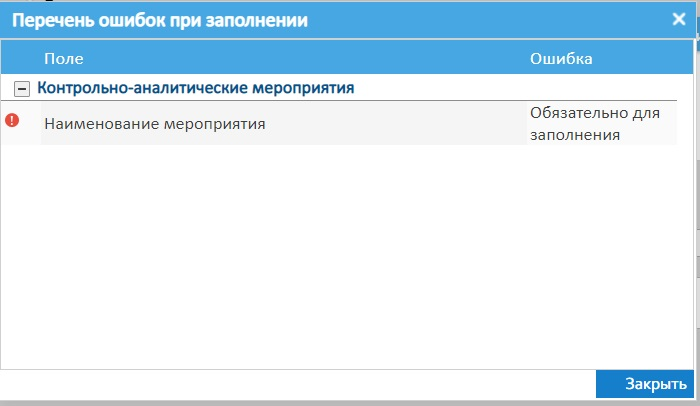 Перечень ошибок при заполнении
Поле Ошибка
Контрольно-аналитические мероприятия
Наименование мероприятия Обязательно для
заполнения
Закрыть